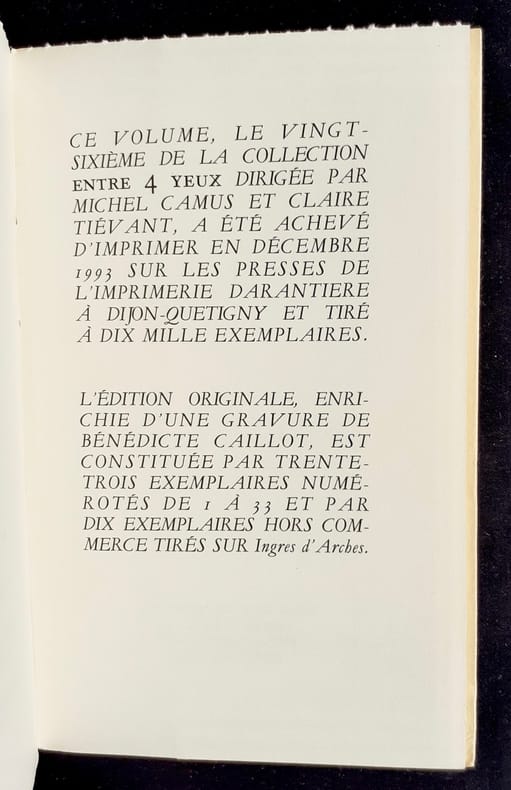 CE VOLUME, LE VINGT-
SIXIÈME DE LA COLLECTION
ENTRE 4 YEUX DIRIGÉE PAR
MICHEL CAMUS ET CLAIRE
TIÉVANT, A ÉTÉ ACHEVÉ
D'IMPRIMER EN DÉCEMBRE
1993 SUR LES PRESSES DE
L'IMPRIMERIE DARANTIERE
À DIJON-QUETIGNY ET TIRÉ
À DIX MILLE EXEMPLAIRES.
L'ÉDITION ORIGINALE, ENRI-
CHIE D'UNE GRAVURE DE
BÉNÉDICTE CAILLOT, EST
CONSTITUÉE PAR TRENTE-
TROIS EXEMPLAIRES NUMÉ-
ROTÉS DE 1 À 33 ET PAR
DIX EXEMPLAIRES HORS COM-
MERCE TIRÉS SUR Ingres d'Arches.